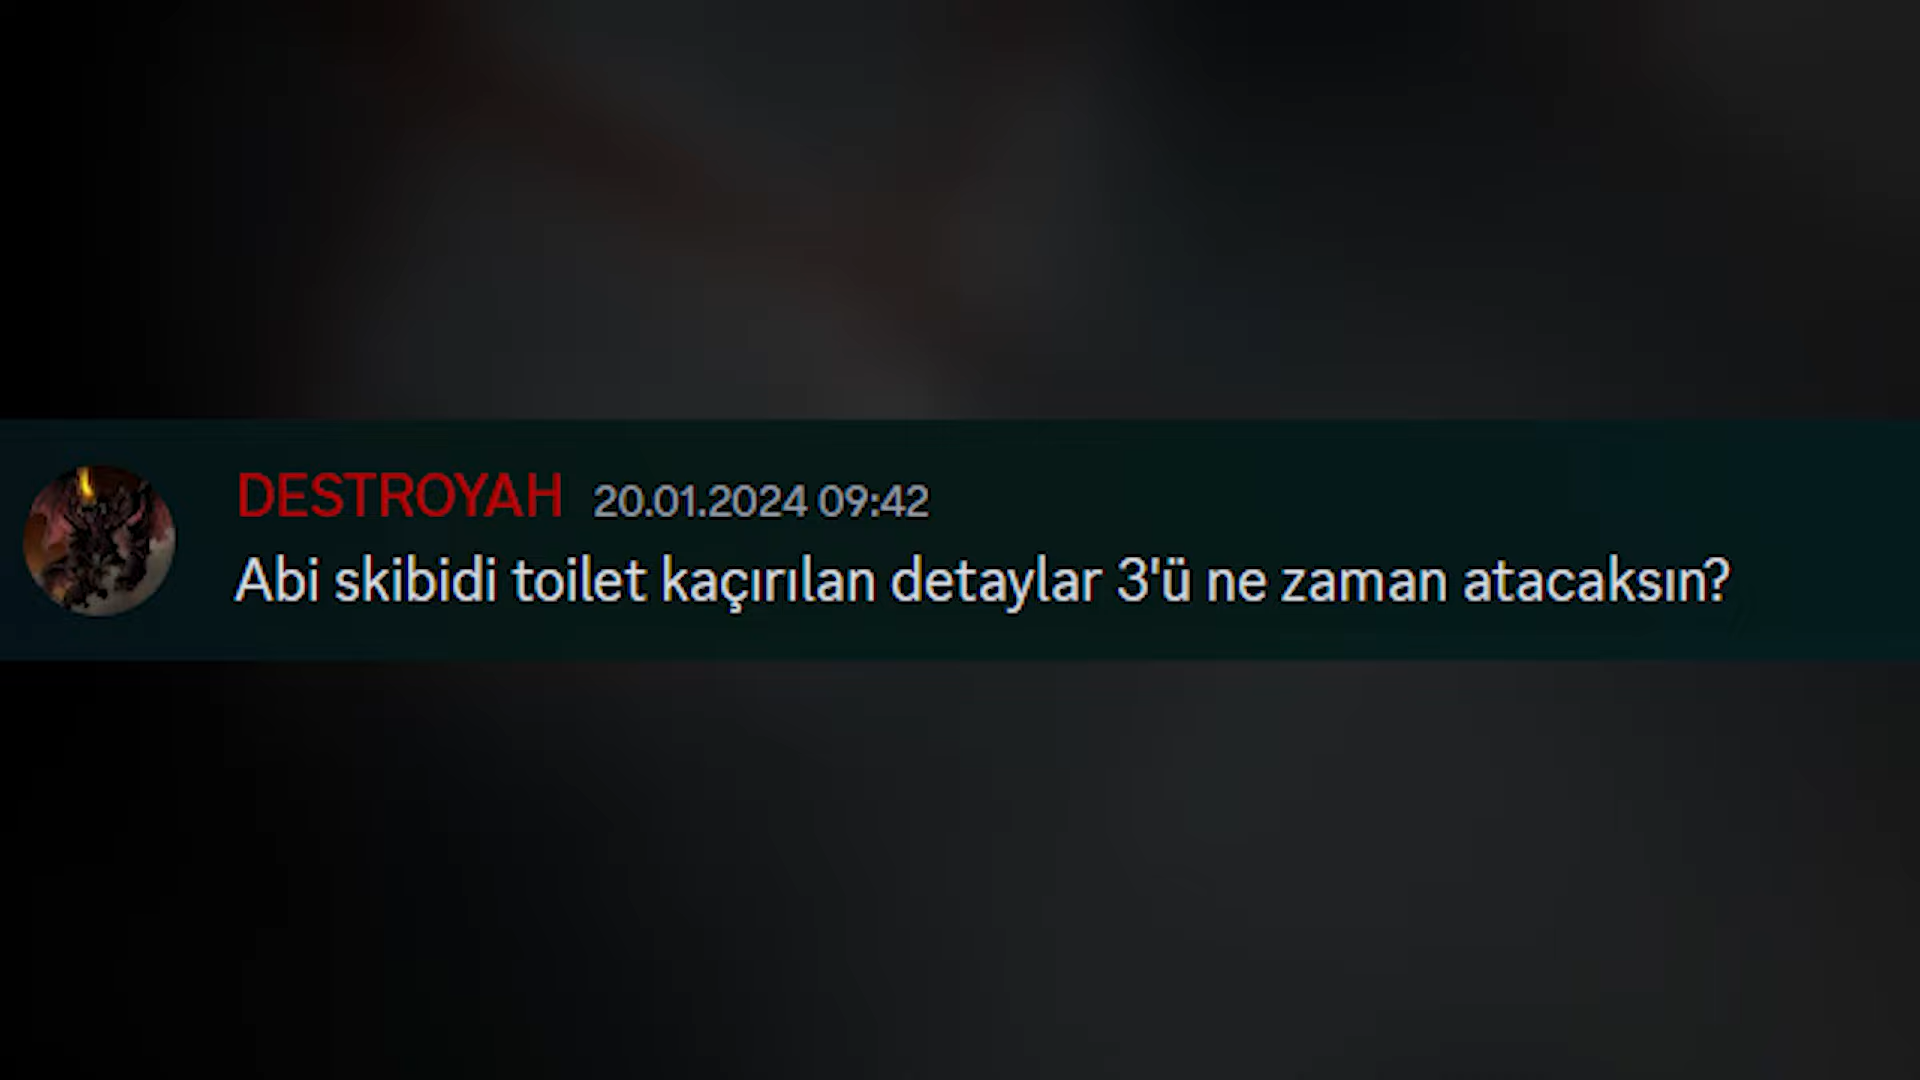 DESTROYAH 20.01.2024 09:42
Abi skibidi toilet kaçırılan detaylar 3'ü ne zaman atacaksın?